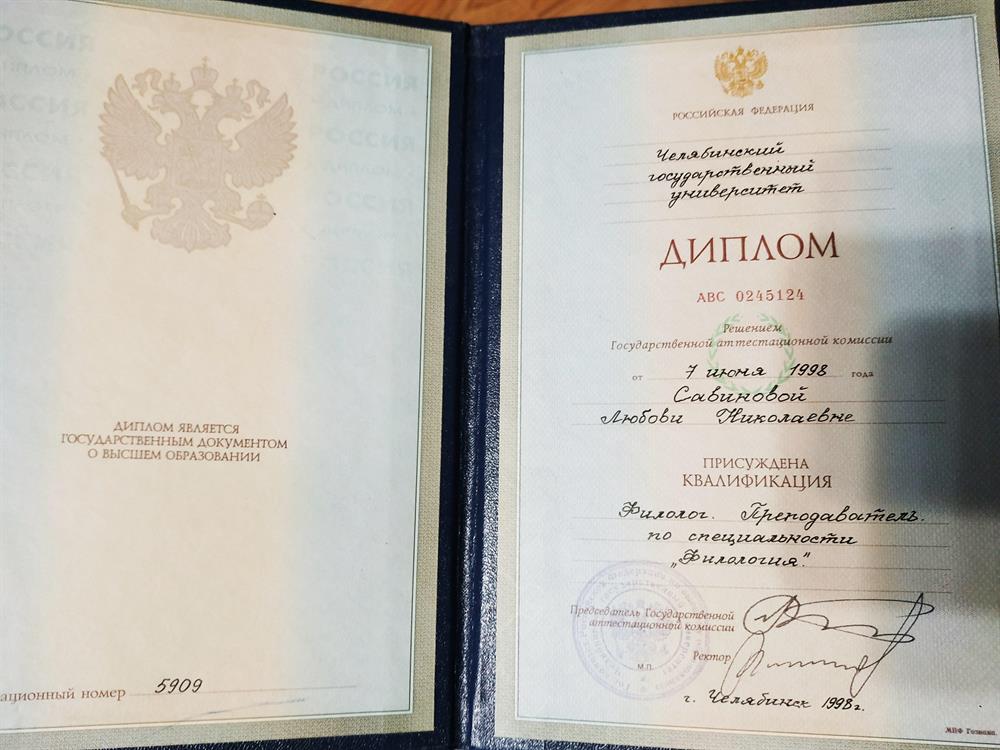 ДИПЛОМ ЯВЛЯЕТСЯ
ГОСУДАРСТВЕННЫМ ДОКУМЕНТОМ
О ВЫСШЕМ ОБРАЗОВАНИИ
ационный номер 5909
РОССИЙСКАЯ ФЕДЕРАЦИЯ
Челябинский
государственный
университет
ДИПЛОМ
АВС 0245124
Решением
Государственной аттестационной комиссии
от 7 июня 1998 года
Савиновой
Любови Николаевне
ПРИСУЖДЕНА
КВАЛИФИКАЦИЯ
Филолог. Преподаватель.
по специальности
„Филология".
Председатель Государственной
аттестационной комиссии
Ректор
М.П.
г. Челябинск 1998г.
МПФ Гознака.